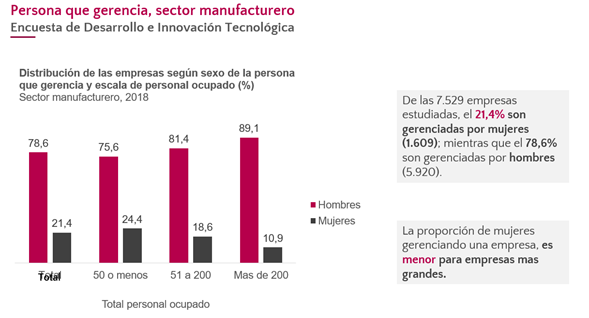 Persona que gerencia, sector manufacturero
Encuesta de Desarrollo e Innovación Tecnológica
Distribución de las empresas según sexo de la persona
que gerencia y escala de personal ocupado (%)
Sector manufacturero, 2018
78,6
21,4
75,6
24,4
81,4
18,6
89,1
10,9
Total
Total
50 o menos
51 a 200
Mas de 200
Total personal ocupado
Hombres
Mujeres
De las 7.529 empresas
estudiadas, el 21,4% son
gerenciadas por mujeres
(1.609); mientras que el 78,6%
son gerenciadas por hombres
(5.920).
La proporción de mujeres
gerenciando una empresa, es
menor para empresas mas
grandes.